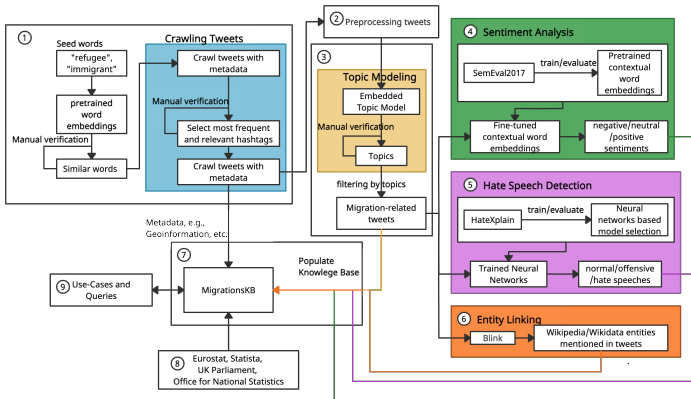 1
Crawling Tweets
Seed words
"refugee",
"immigrant"
pretrained
word
embeddings
Manual verification
Similar words
Crawl tweets with
metadata
Manual verification
Select most frequent
and relevant hashtags
Crawl tweets with
metadata
2
Preprocessing tweets
3
Topic Modeling
Embedded
Topic Model
Manual verification
Topics
filtering by topics
Migration-related
tweets
4
Sentiment Analysis
SemEval2017
train/evaluate
Pretrained
contextual
word
embeddings
Fine-tuned
contextual word
embeddings
negative/neutral
/positive
sentiments
5
Hate Speech Detection
HateXplain
train/evaluate
Neural
networks based
model selection
Trained Neural
Networks
normal/offensive
/hate speeches
6
Entity Linking
Blink
Wikipedia/Wikidata entities
mentioned in tweets
Metadata, e.g.,
Geoinformation, etc.
7
Populate
Knowlege Base
MigrationsKB
9
Use-Cases and
Queries
8
Eurostat, Statista,
UK Parliament,
Office for National Statistics